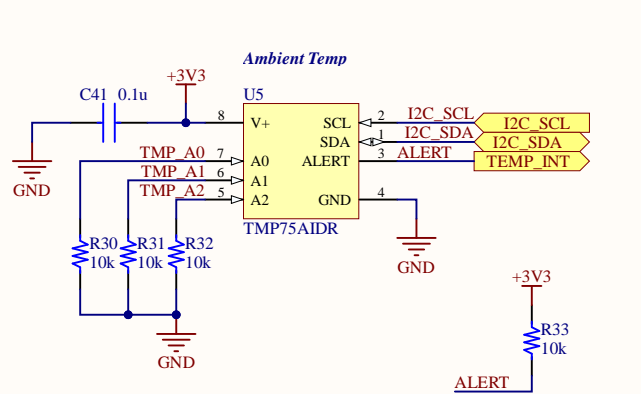 Ambient Temp
+3V3
C41 0.1u
U5
8 V+
SCL 2 I2C_SCL I2C_SCL
SDA 1 I2C_SDA I2C_SDA
TMP_A0 7 A0
ALERT 3 ALERT TEMP_INT
TMP_A1 6 A1
TMP_A2 5 A2
GND 4
GND
TMP75AIDR
R30 R31 R32
10k 10k 10k
GND
+3V3
R33
10k
GND
ALERT